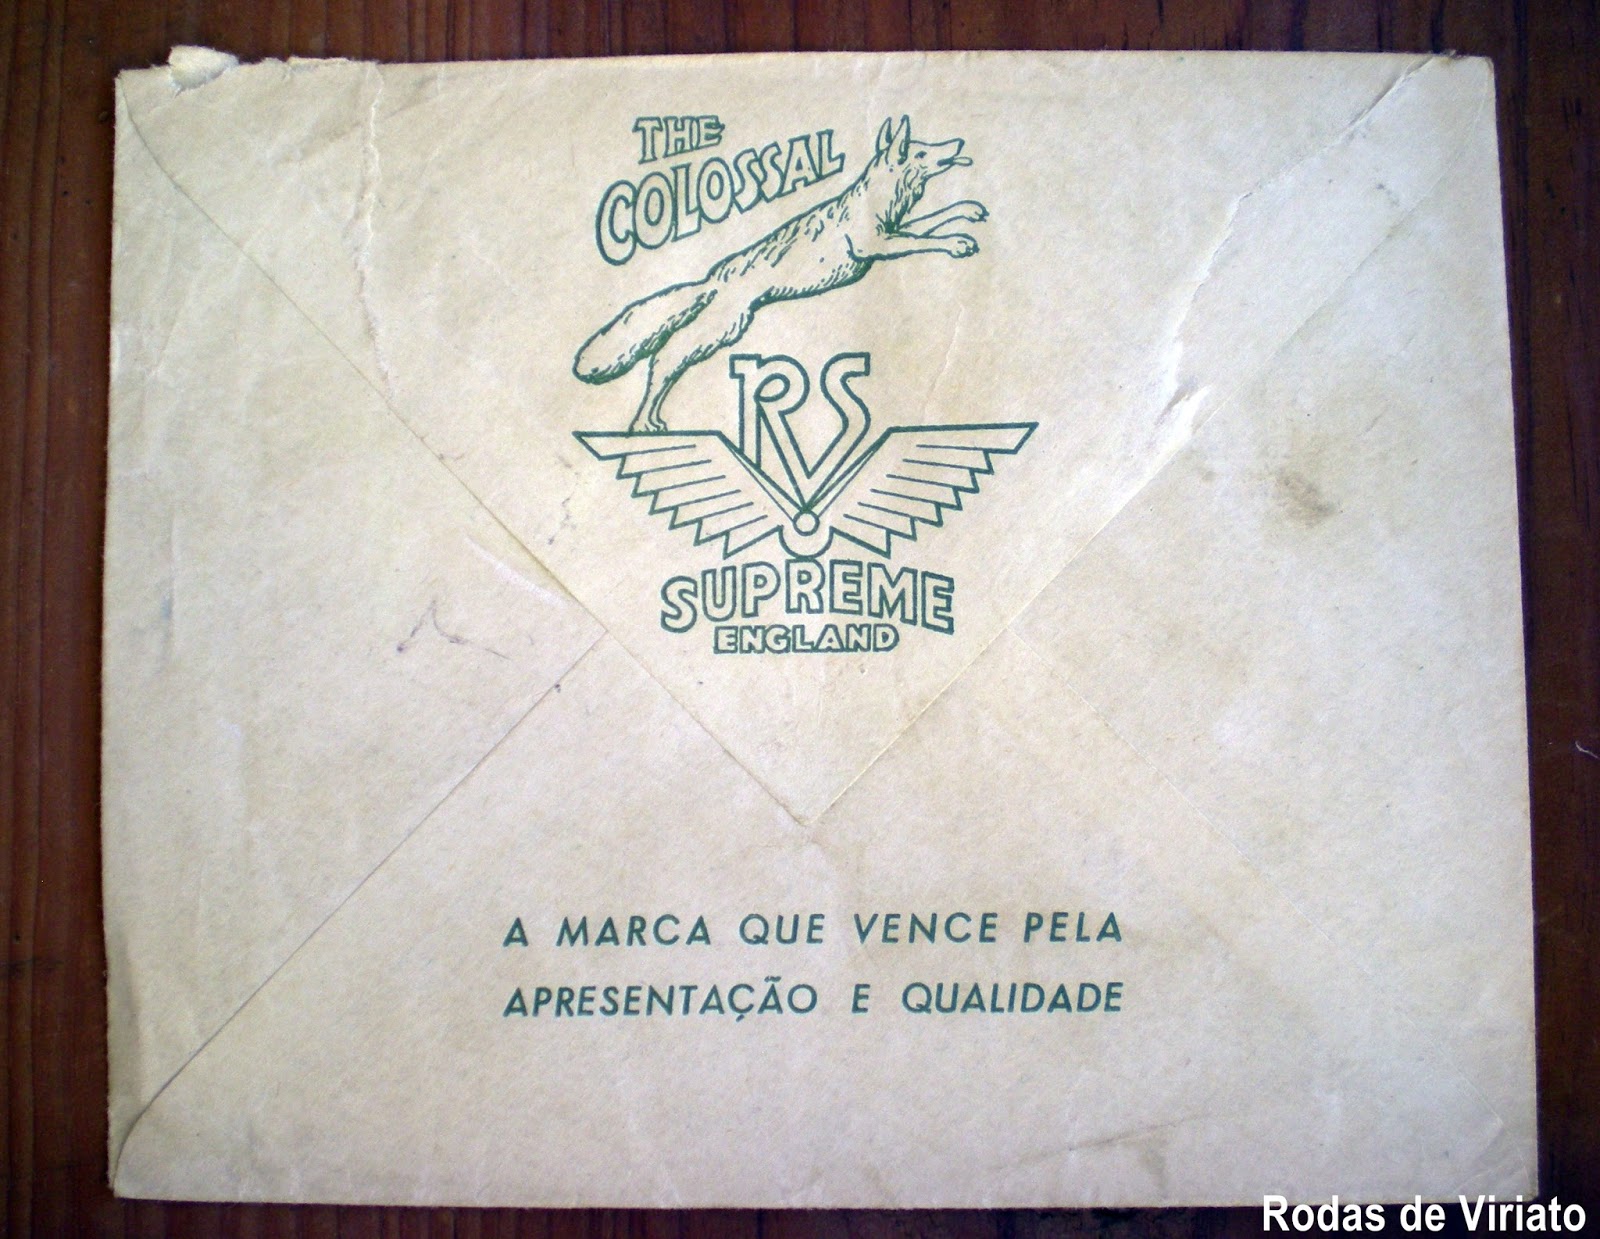 THE
COLOSSAL
RS
SUPREME
ENGLAND
A MARCA QUE VENCE PELA
APRESENTAÇÃO E QUALIDADE
Rodas de Viriato